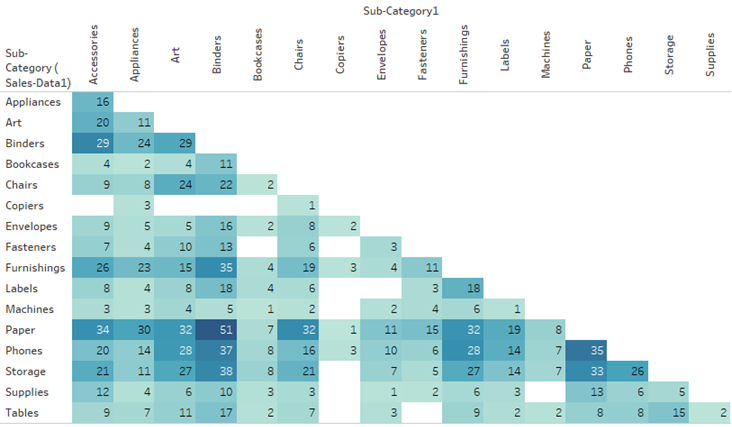 Sub-Category1
Sub-
Category (
Sales-Data1)
Accessories
Appliances
Art
Binders
Bookcases
Chairs
Copiers
Envelopes
Fasteners
Furnishings
Labels
Machines
Paper
Phones
Storage
Supplies
Appliances 16
Art 20 11
Binders 29 24 29
Bookcases 4 2 4 11
Chairs 9 8 24 22 2
Copiers 3 1
Envelopes 9 5 5 16 2 8 2
Fasteners 7 4 10 13 6 3
Furnishings 26 23 15 35 4 19 3 4 11
Labels 8 4 8 18 4 6 3 18
Machines 3 3 4 5 1 2 2 4 6 1
Paper 34 30 32 51 7 32 1 11 15 32 19 8
Phones 20 14 28 37 8 16 3 10 6 28 14 7 35
Storage 21 11 27 38 8 21 7 5 27 14 7 33 26
Supplies 12 4 6 10 3 3 1 2 6 3 13 6 5
Tables 9 7 11 17 2 7 3 9 2 2 8 8 15 2